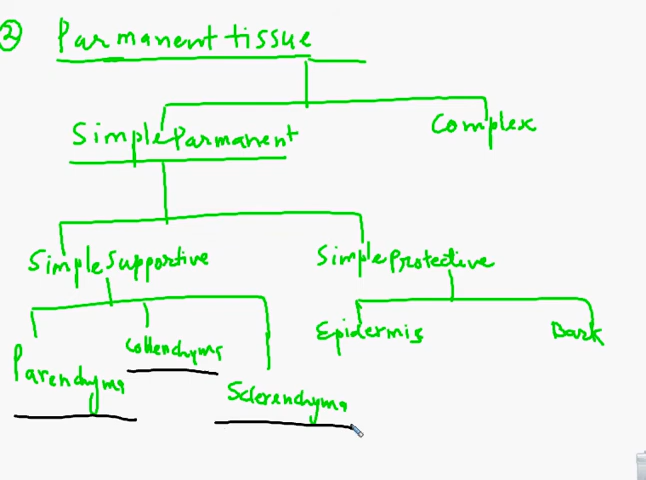 ② Parmanent tissue
Simple Parmanent
Complex
Simple Supportive
Simple Protective
Parenchyma
Collenchyma
Sclerenchyma
Epidermis
Bark